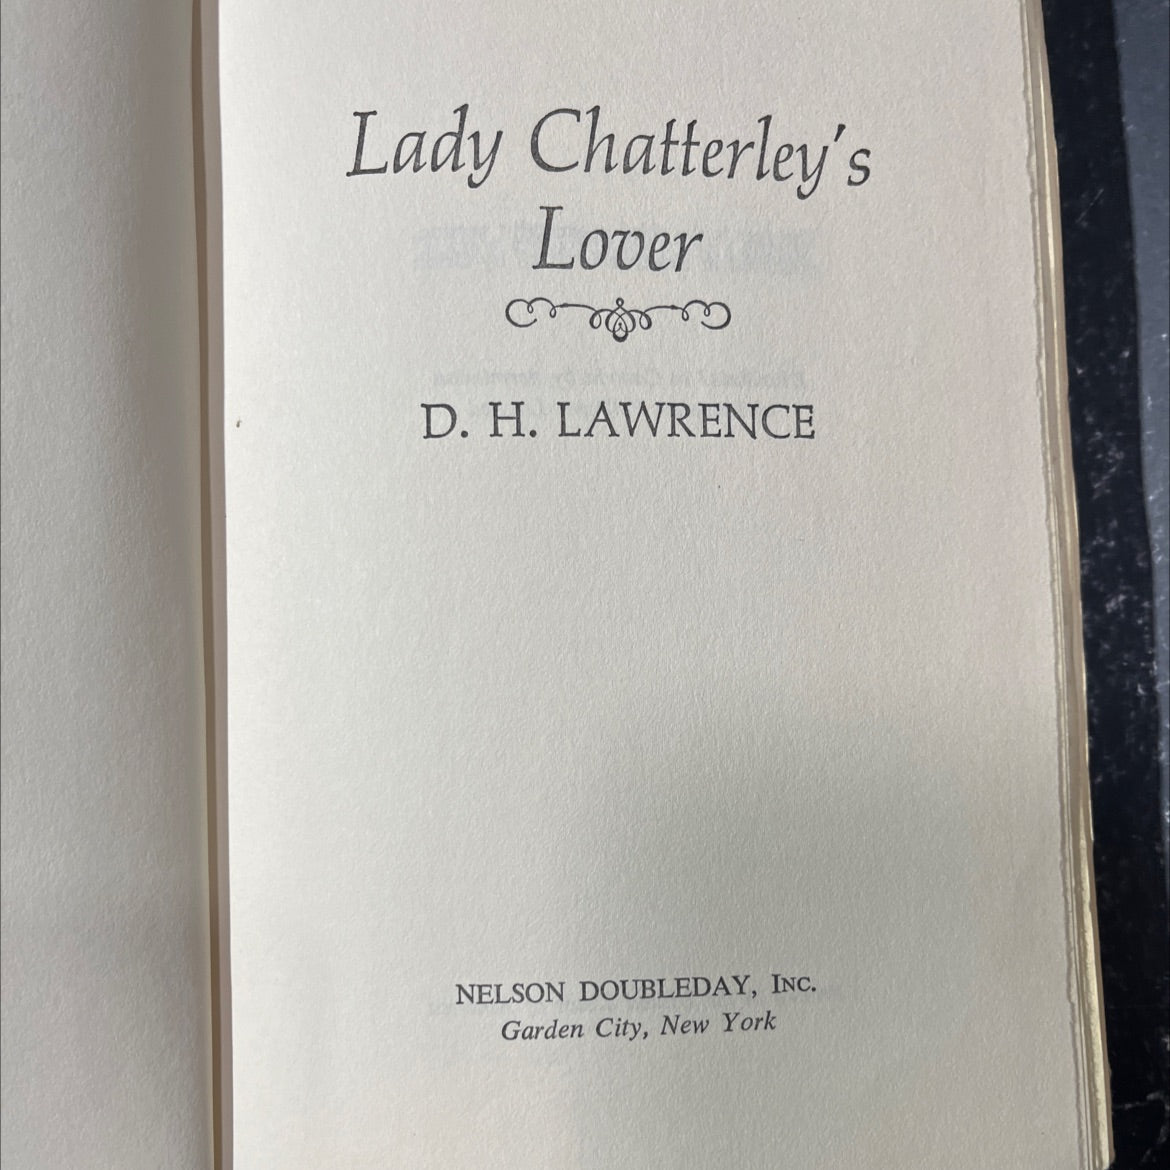 Lady Chatterley's
Lover
D. H. LAWRENCE
NELSON DOUBLEDAY, INC.
Garden City, New York